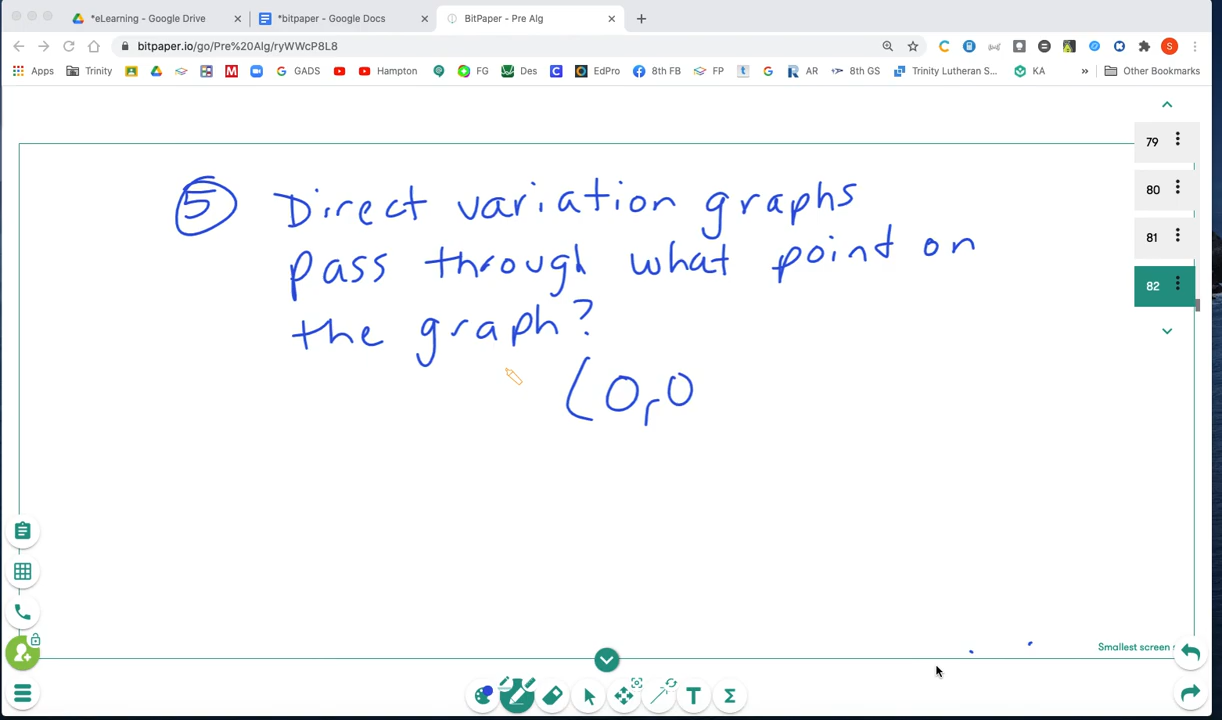 *eLearning - Google Drive
*bitpaper - Google Docs
BitPaper - Pre Alg
bitpaper.io/go/Pre%20Alg/ryWWcP8L8
S
Apps
Trinity
GADS
Hampton
FG
Des
EdPro
8th FB
FP
AR
8th GS
Trinity Lutheran S...
KA
»
Other Bookmarks
79
80
81
82
5 Direct variation graphs
pass through what point on
the graph?
(0,0
Smallest screen
T
Σ